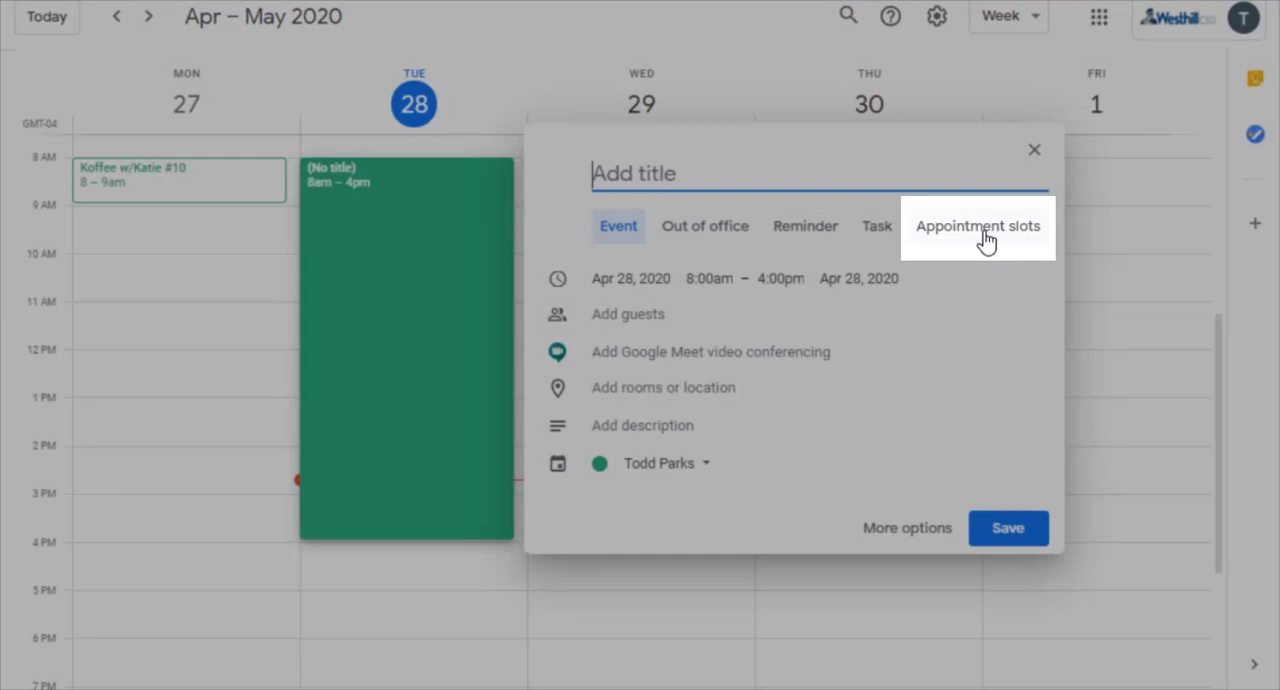 Today
Apr – May 2020
Week
Westhill
T
MON
TUE
WED
THU
FRI
27
28
29
30
1
GMT-04
8 AM
9 AM
10 AM
11 AM
12 PM
1 PM
2 PM
3 PM
4 PM
5 PM
6 PM
7 PM
Koffee w/Katie #10
8 – 9am
(No title)
8am – 4pm
Add title
Event
Out of office
Reminder
Task
Appointment slots
Apr 28, 2020 8:00am – 4:00pm Apr 28, 2020
Add guests
Add Google Meet video conferencing
Add rooms or location
Add description
Todd Parks
More options
Save